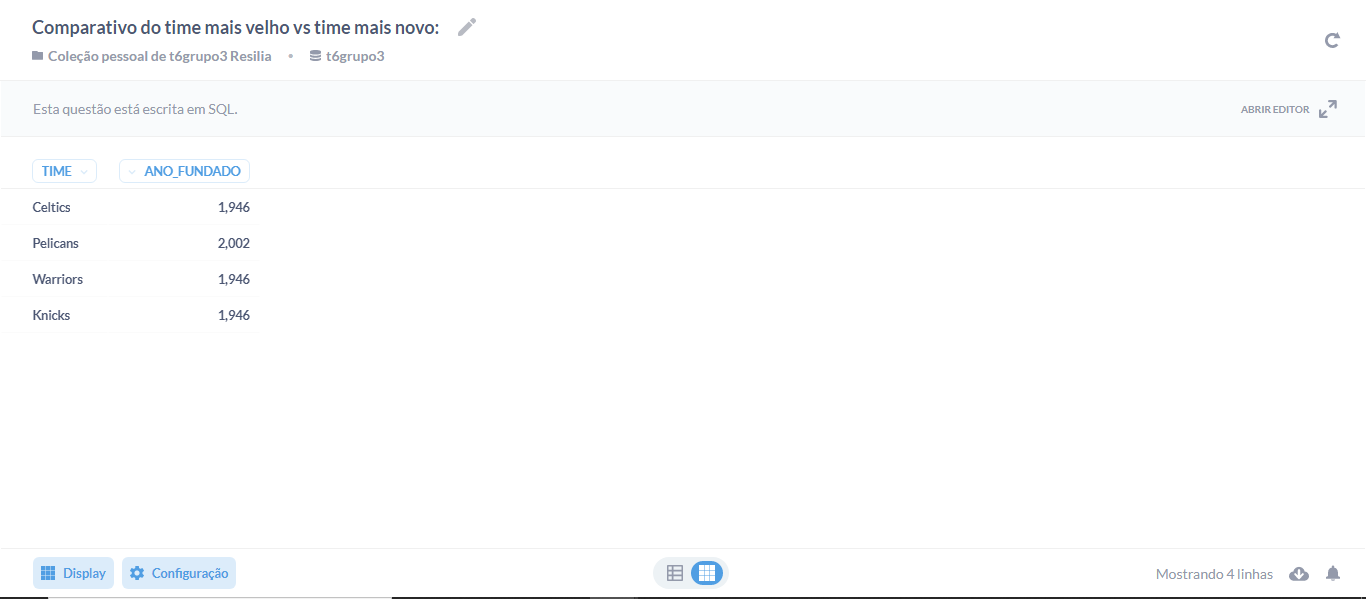 Comparativo do time mais velho vs time mais novo:
Coleção pessoal de t6grupo3 Resilia • t6grupo3
Esta questão está escrita em SQL.
ABRIR EDITOR
TIME ANO_FUNDADO
Celtics 1,946
Pelicans 2,002
Warriors 1,946
Knicks 1,946
Display Configuração Mostrando 4 linhas